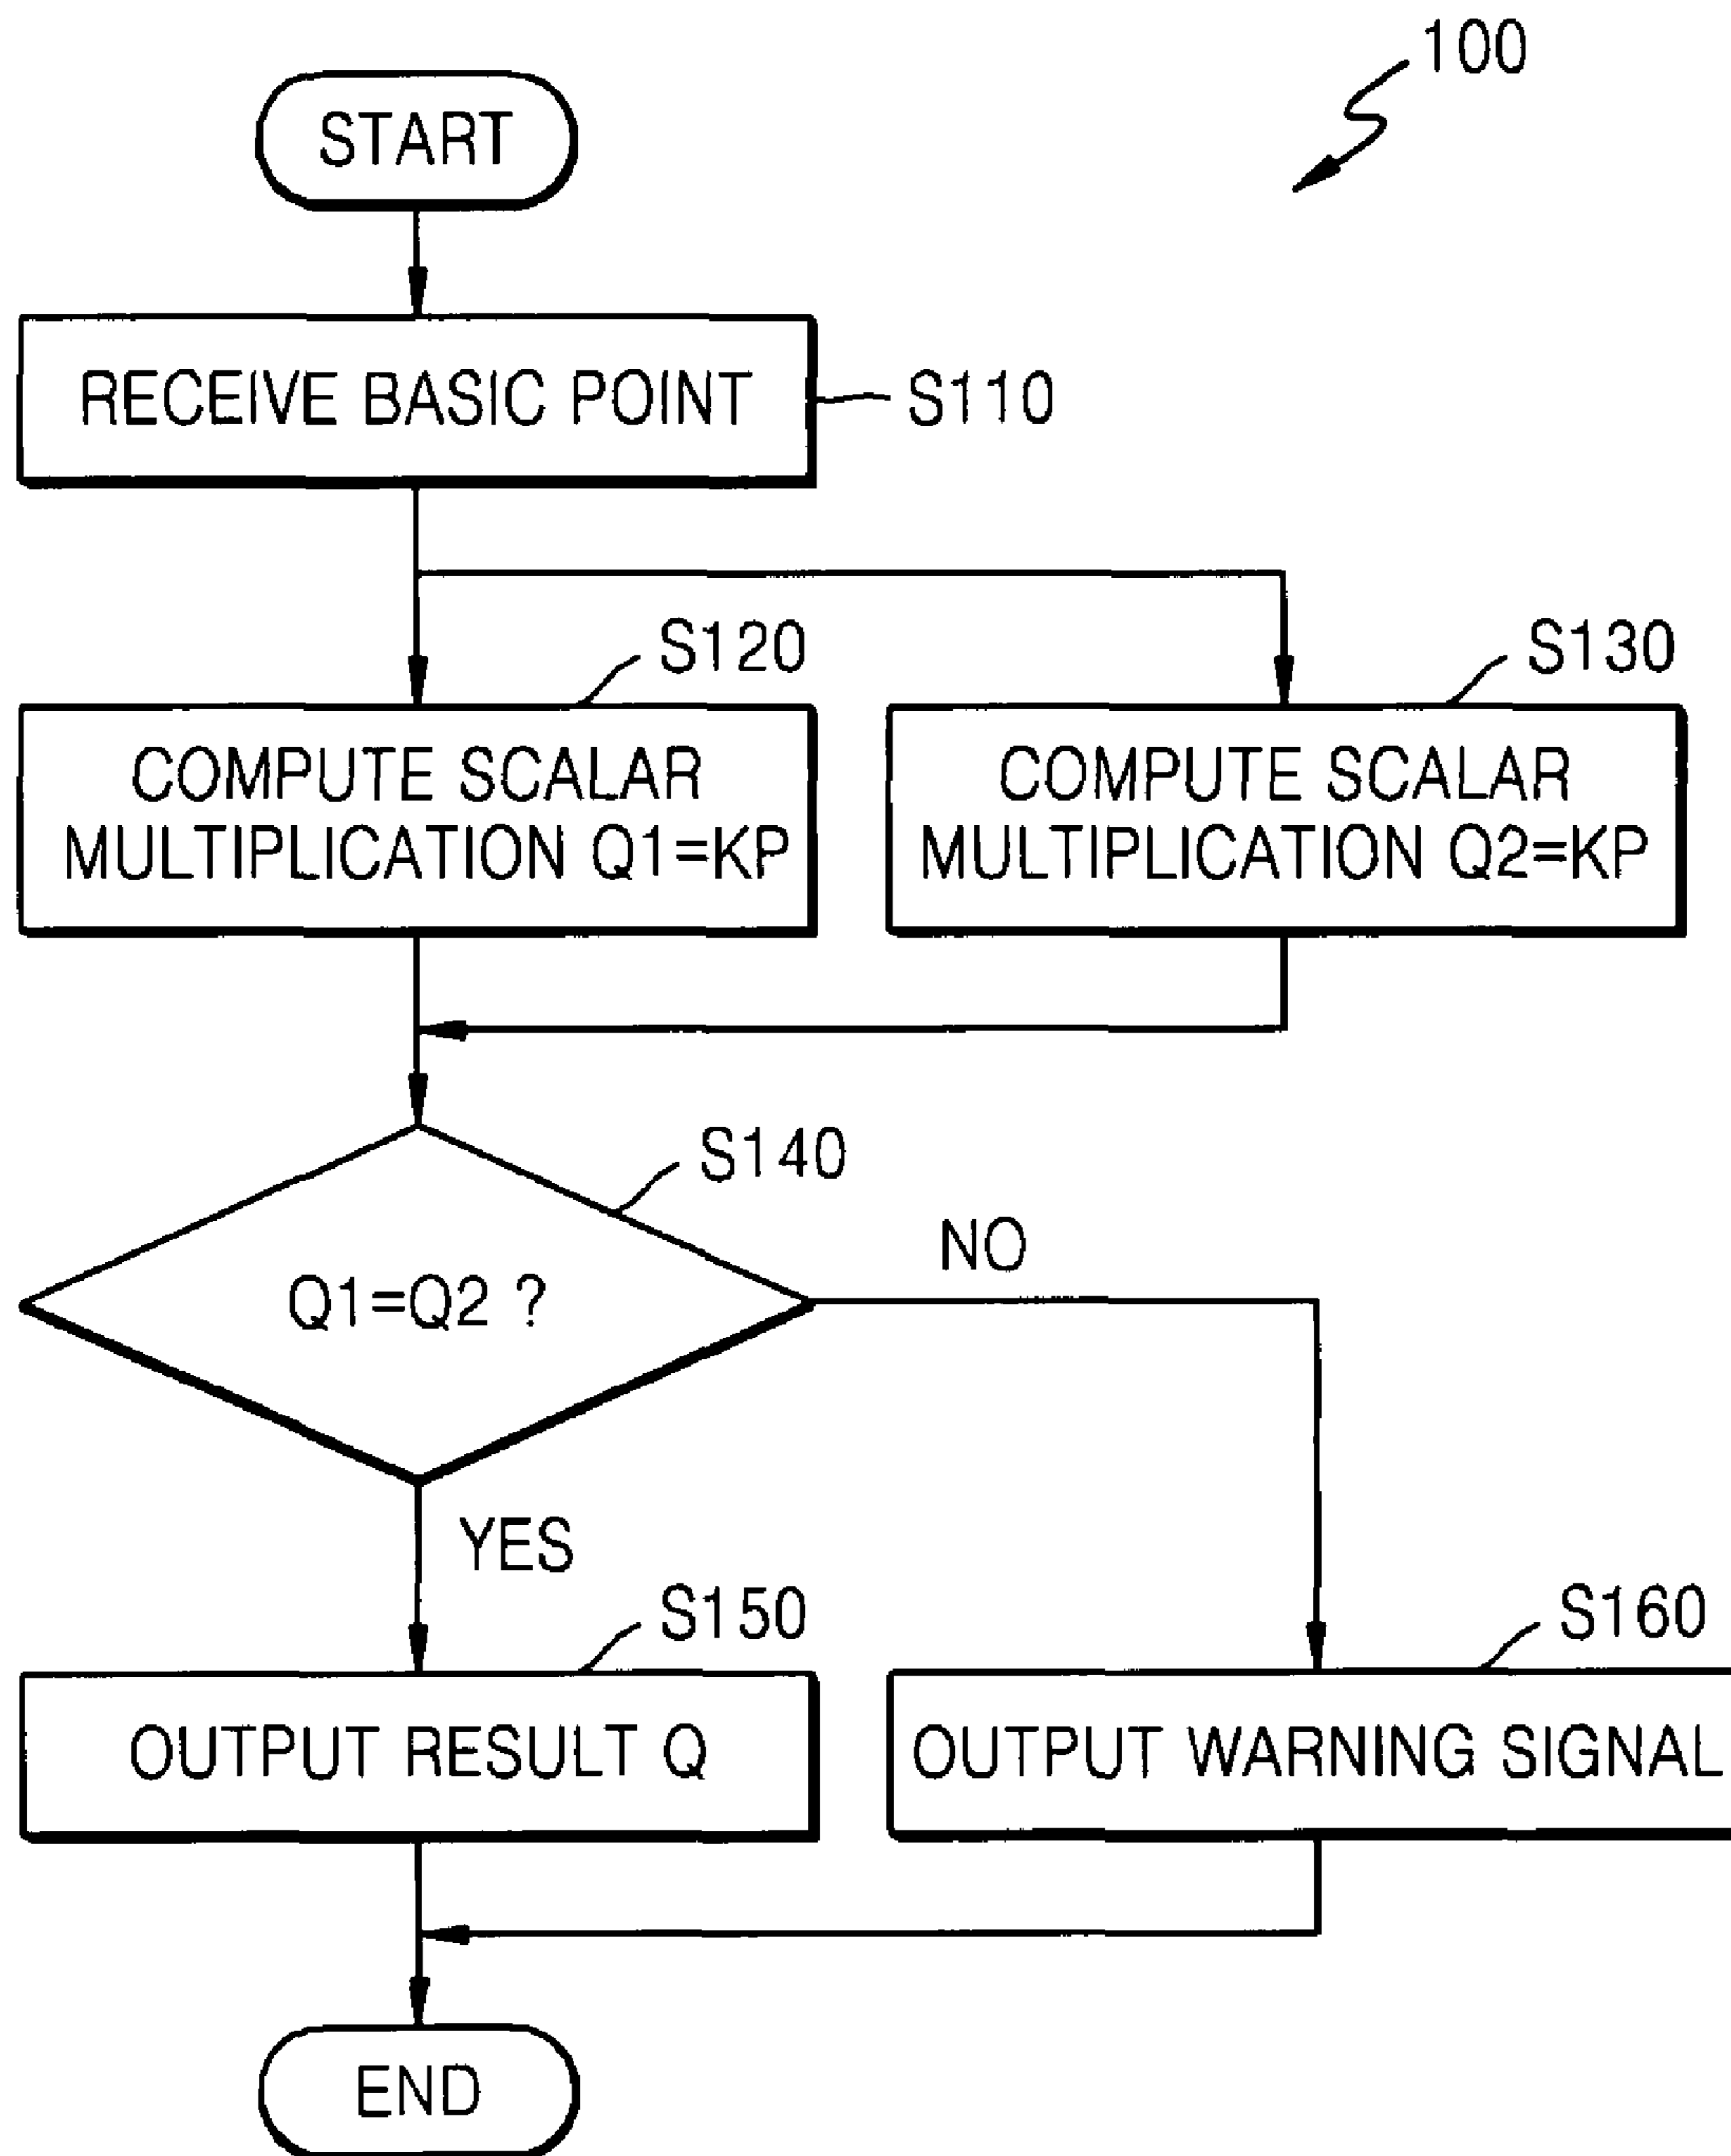 100
START
RECEIVE BASIC POINT
S110
S120
S130
COMPUTE SCALAR
MULTIPLICATION Q1=KP
COMPUTE SCALAR
MULTIPLICATION Q2=KP
S140
Q1=Q2 ?
NO
YES
S150
S160
OUTPUT RESULT Q
OUTPUT WARNING SIGNAL
END